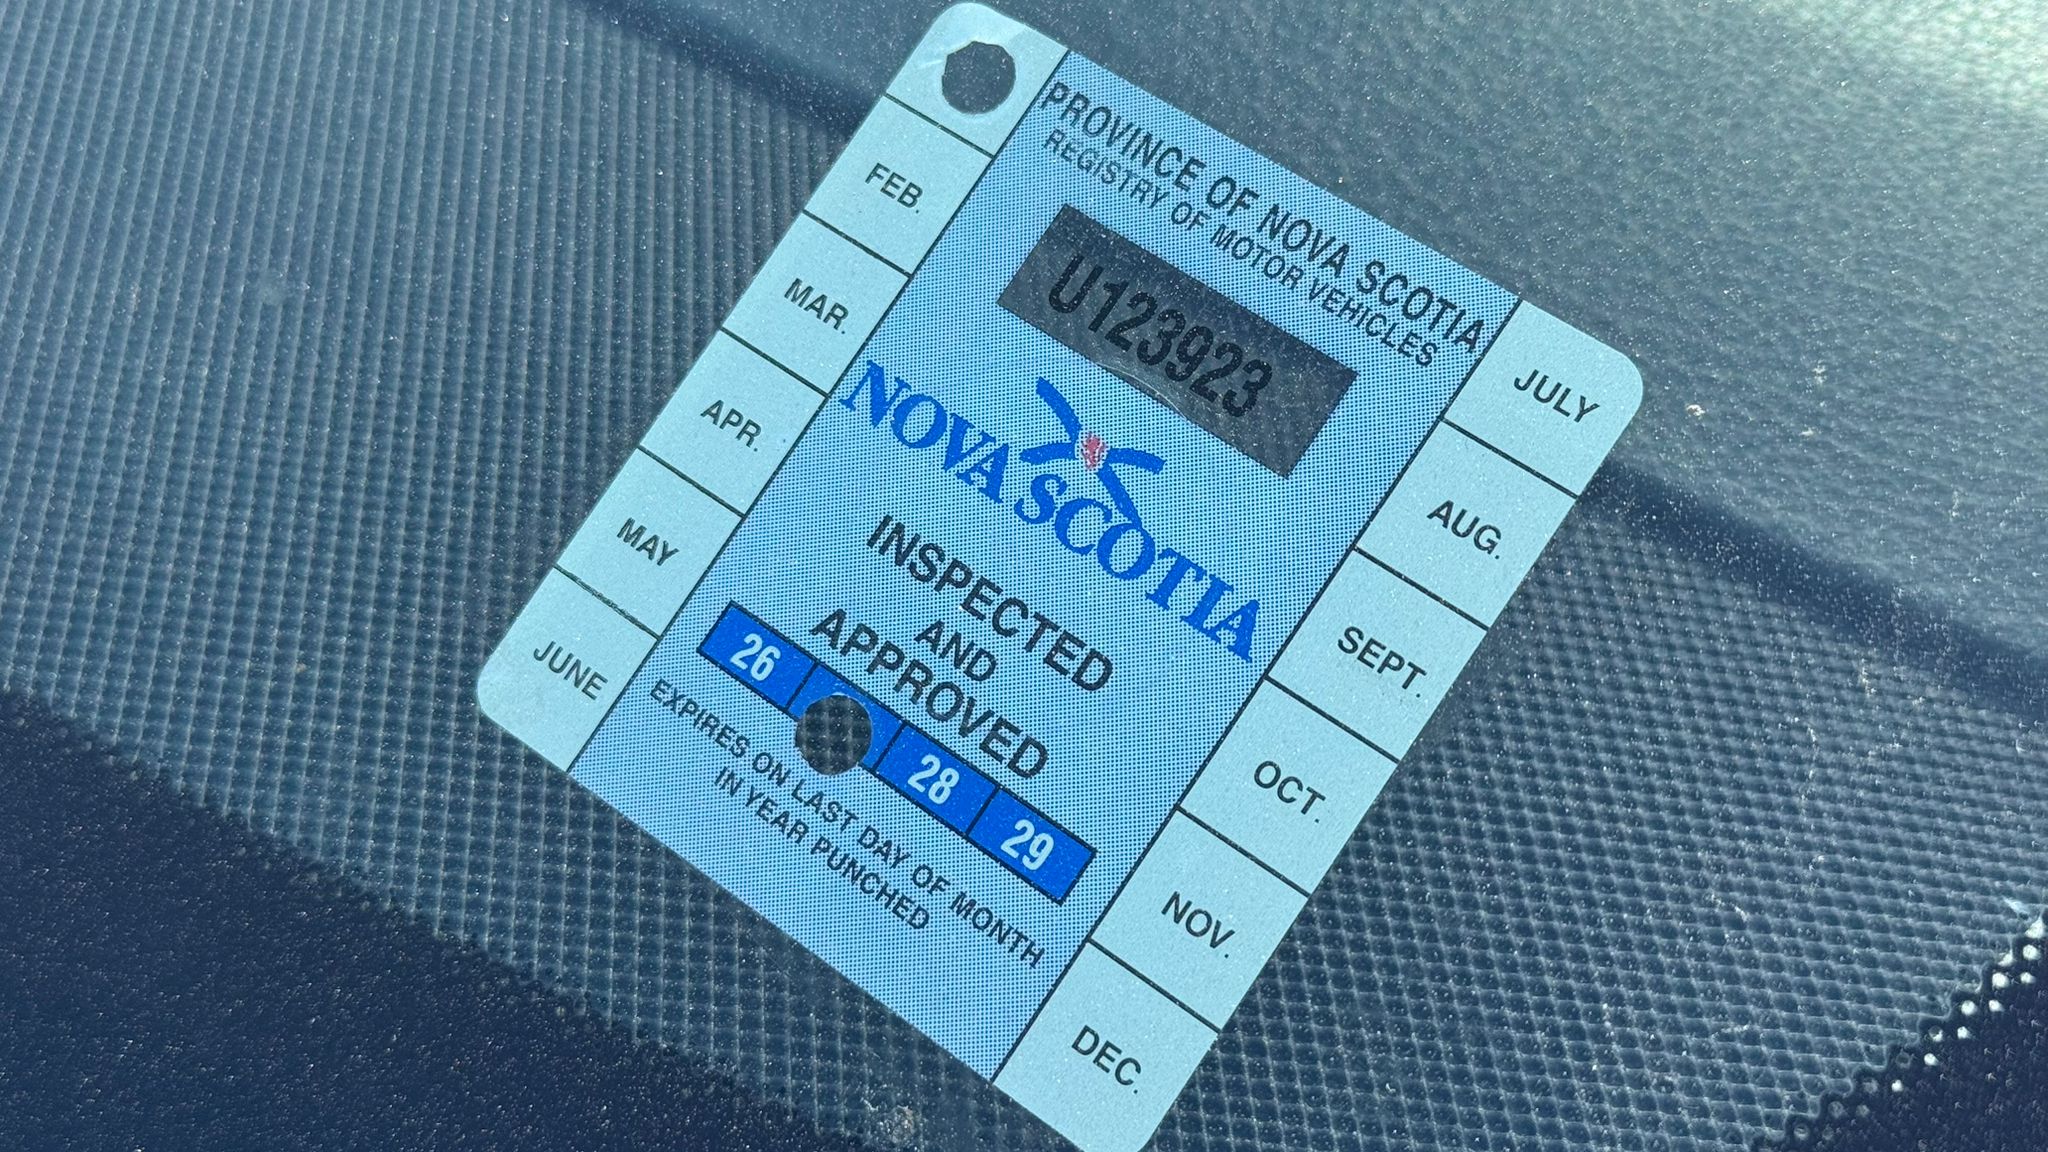 PROVINCE OF NOVA SCOTIA
REGISTRY OF MOTOR VEHICLES
U123923
NOVA SCOTIA
INSPECTED
AND
APPROVED
26 28 29
EXPIRES ON LAST DAY OF MONTH
IN YEAR PUNCHED
FEB.
MAR.
APR.
MAY
JUNE
JULY
AUG.
SEPT.
OCT.
NOV.
DEC.